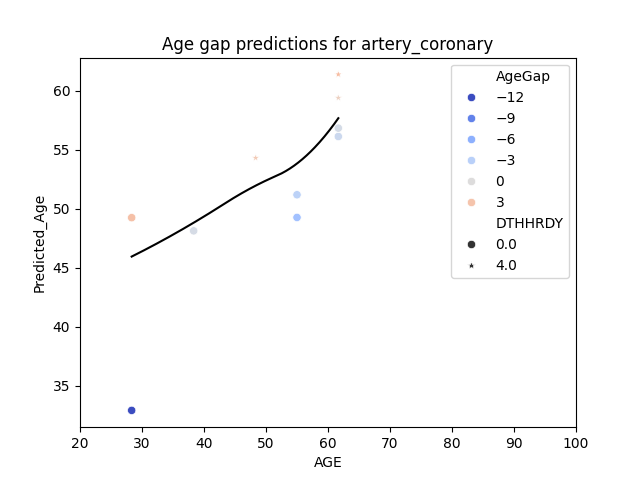 Age gap predictions for artery_coronary
Predicted_Age
60
55
50
45
40
35
20 30 40 50 60 70 80 90 100
AGE
AgeGap
−12
−9
−6
−3
0
3
DTHHRDY
0.0
4.0